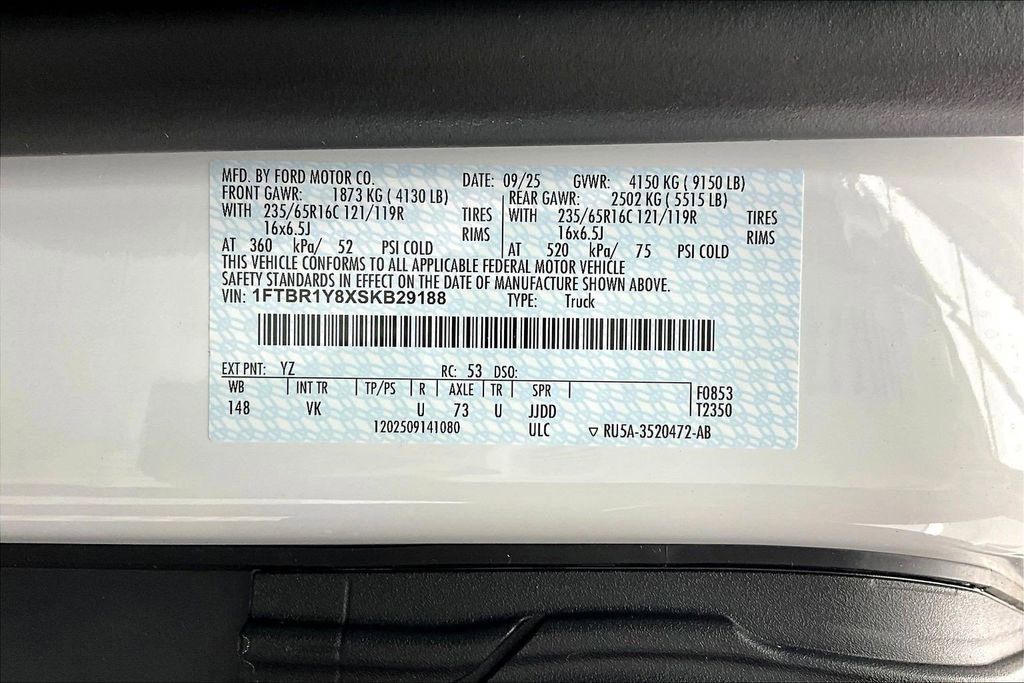 MFD. BY FORD MOTOR CO. DATE: 09/25 GVWR: 4150 KG ( 9150 LB)
FRONT GAWR: 1873 KG ( 4130 LB) REAR GAWR: 2502 KG ( 5515 LB)
WITH 235/65R16C 121/119R TIRES WITH 235/65R16C 121/119R TIRES
16x6.5J RIMS 16x6.5J RIMS
AT 360 kPa/ 52 PSI COLD AT 520 kPa/ 75 PSI COLD
THIS VEHICLE CONFORMS TO ALL APPLICABLE FEDERAL MOTOR VEHICLE
SAFETY STANDARDS IN EFFECT ON THE DATE OF MANUFACTURE SHOWN ABOVE.
VIN: 1FTBR1Y8XSKB29188 TYPE: Truck
EXT PNT: YZ RC: 53 DSO:
WB INT TR TP/PS R AXLE TR SPR F0853
148 VK U 73 U JJDD T2350
1202509141080 ULC ▽ RU5A-3520472-AB